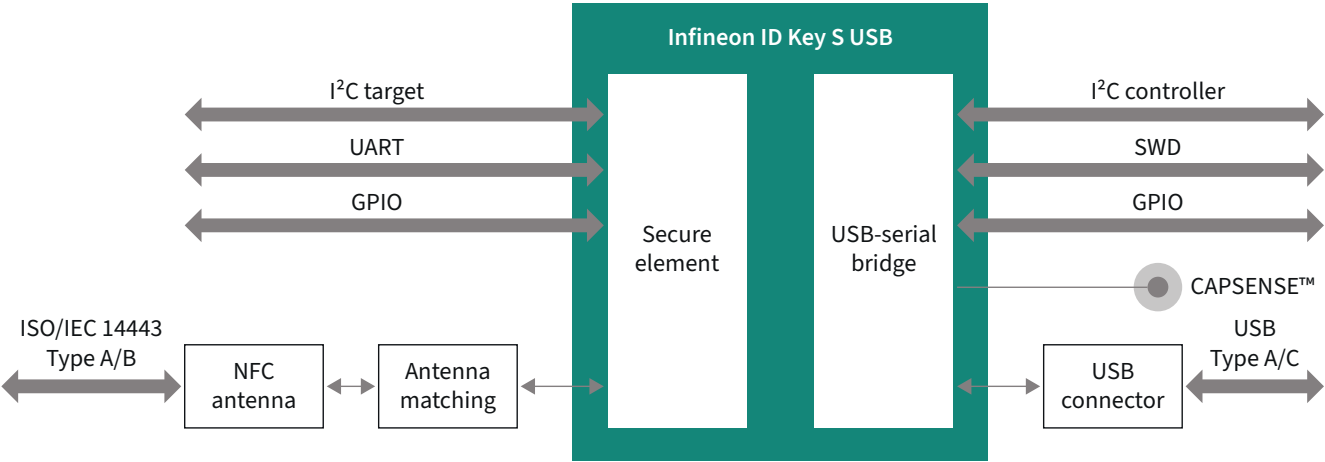 Infineon ID Key S USB
I²C target
UART
GPIO
Secure
element
USB-serial
bridge
I²C controller
SWD
GPIO
CAPSENSE™
ISO/IEC 14443
Type A/B
NFC
antenna
Antenna
matching
USB
connector
USB
Type A/C